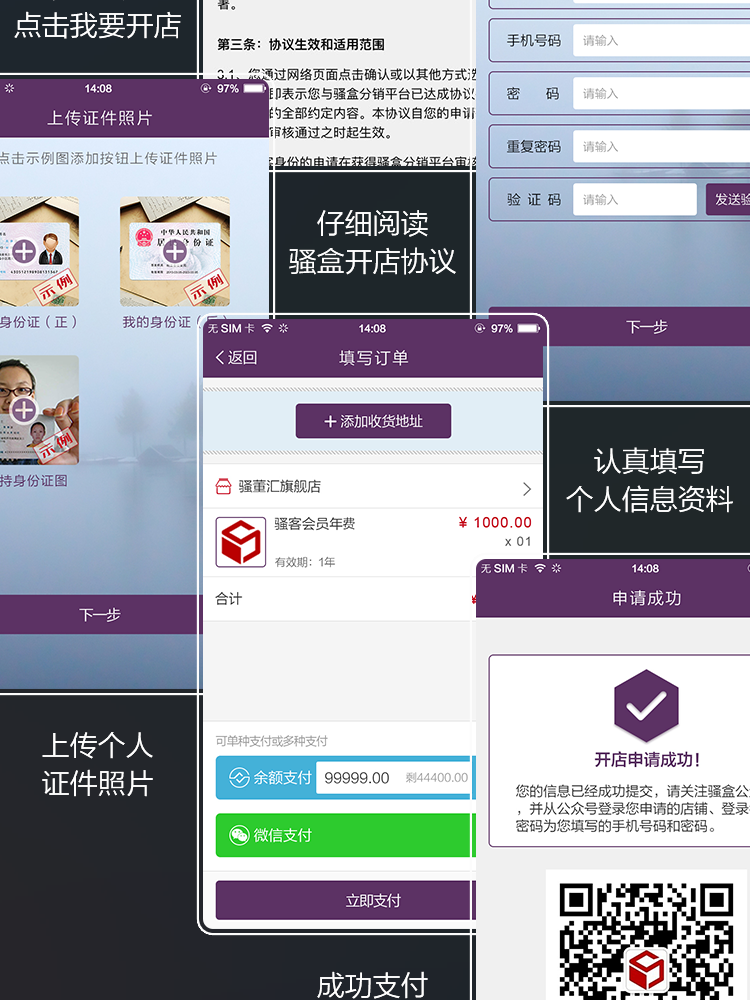 点击我要开店
署。
第三条：协议生效和适用范围
3.1、您通过网络页面点击确认或以其他方式
即表示您与骚盒分销平台已达成协议
的全部约定内容。本协议自您的申请
审核通过之时起生效。
身份的申请在获得骚盒分销平台审核
请输入
手机号码 请输入
密 码 请输入
重复密码 请输入
验 证 码 请输入 发送验
下一步
14:08 97%
上传证件照片
点击示例图添加按钮上传证件照片
430512198908131347
示例
中华人民共和国
居民身份证
示例
身份证（正）
我的身份证（反）
示例
持身份证图
下一步
仔细阅读
骚盒开店协议
无 SIM 卡 14:08 97%
返回 填写订单
添加收货地址
骚董汇旗舰店
骚客会员年费 ¥ 1000.00
x 01
有效期：1年
合计 ¥
可单种支付或多种支付
余额支付 99999.00 剩44400.00
微信支付
立即支付
认真填写
个人信息资料
无 SIM 卡 14:08
申请成功
开店申请成功！
您的信息已经成功提交，请关注骚盒公
，并从公众号登录您申请的店铺、登录
密码为您填写的手机号码和密码。
上传个人
证件照片
成功支付